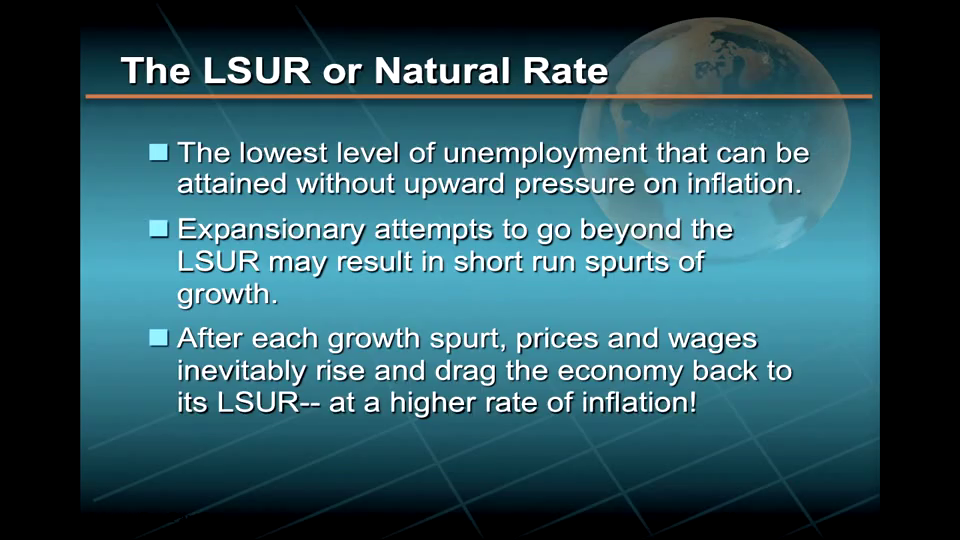 The LSUR or Natural Rate
The lowest level of unemployment that can be
attained without upward pressure on inflation.
Expansionary attempts to go beyond the
LSUR may result in short run spurts of
growth.
After each growth spurt, prices and wages
inevitably rise and drag the economy back to
its LSUR-- at a higher rate of inflation!